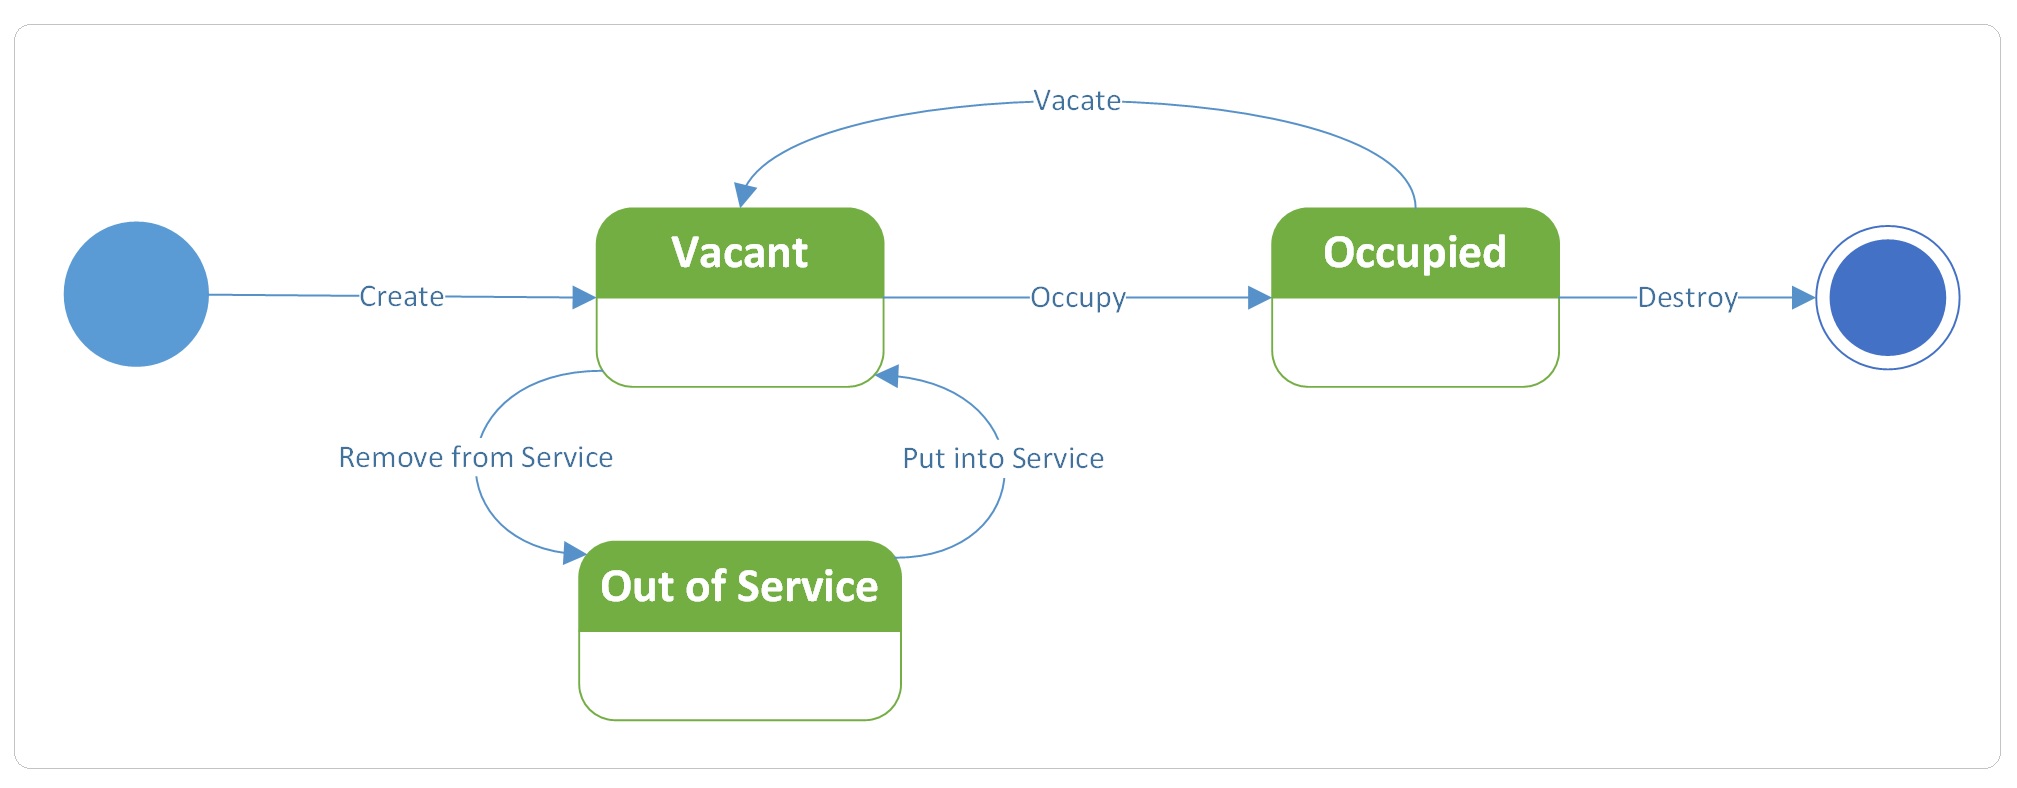 Vacate
Vacant
Occupied
Create
Occupy
Destroy
Remove from Service
Put into Service
Out of Service